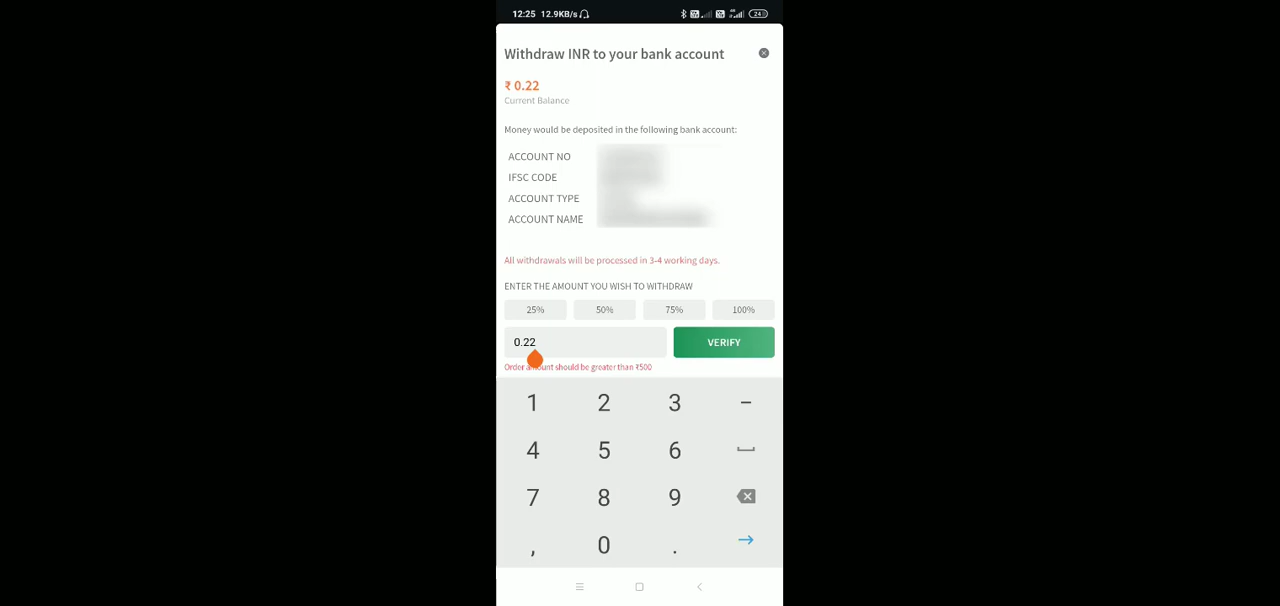 12:25 12.9KB/s 24
Withdraw INR to your bank account
₹ 0.22
Current Balance
Money would be deposited in the following bank account:
ACCOUNT NO
IFSC CODE
ACCOUNT TYPE
ACCOUNT NAME
All withdrawals will be processed in 3-4 working days.
ENTER THE AMOUNT YOU WISH TO WITHDRAW
25% 50% 75% 100%
0.22 VERIFY
Order amount should be greater than ₹500
1 2 3 −
4 5 6
7 8 9
, 0 .